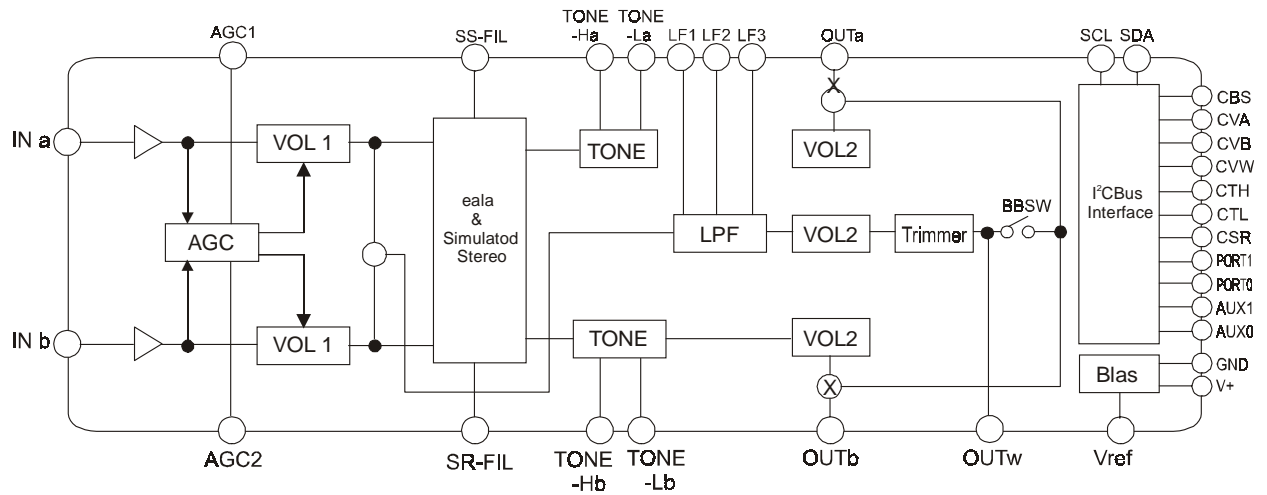 AGC1
SS-FIL
TONE
-Ha
TONE
-La
LF1
LF2
LF3
OUTa
SCL
SDA
CBS
CVA
CVB
CVW
CTH
CTL
CSR
PORT1
PORT0
AUX1
AUX0
GND
V+
IN a
VOL 1
TONE
X
VOL2
eala
&
Simulatod
Stereo
I²CBus
Interface
AGC
LPF
VOL2
Trimmer
BBSW
IN b
VOL 1
TONE
VOL2
X
Blas
AGC2
SR-FIL
TONE
-Hb
TONE
-Lb
OUTb
OUTw
Vref